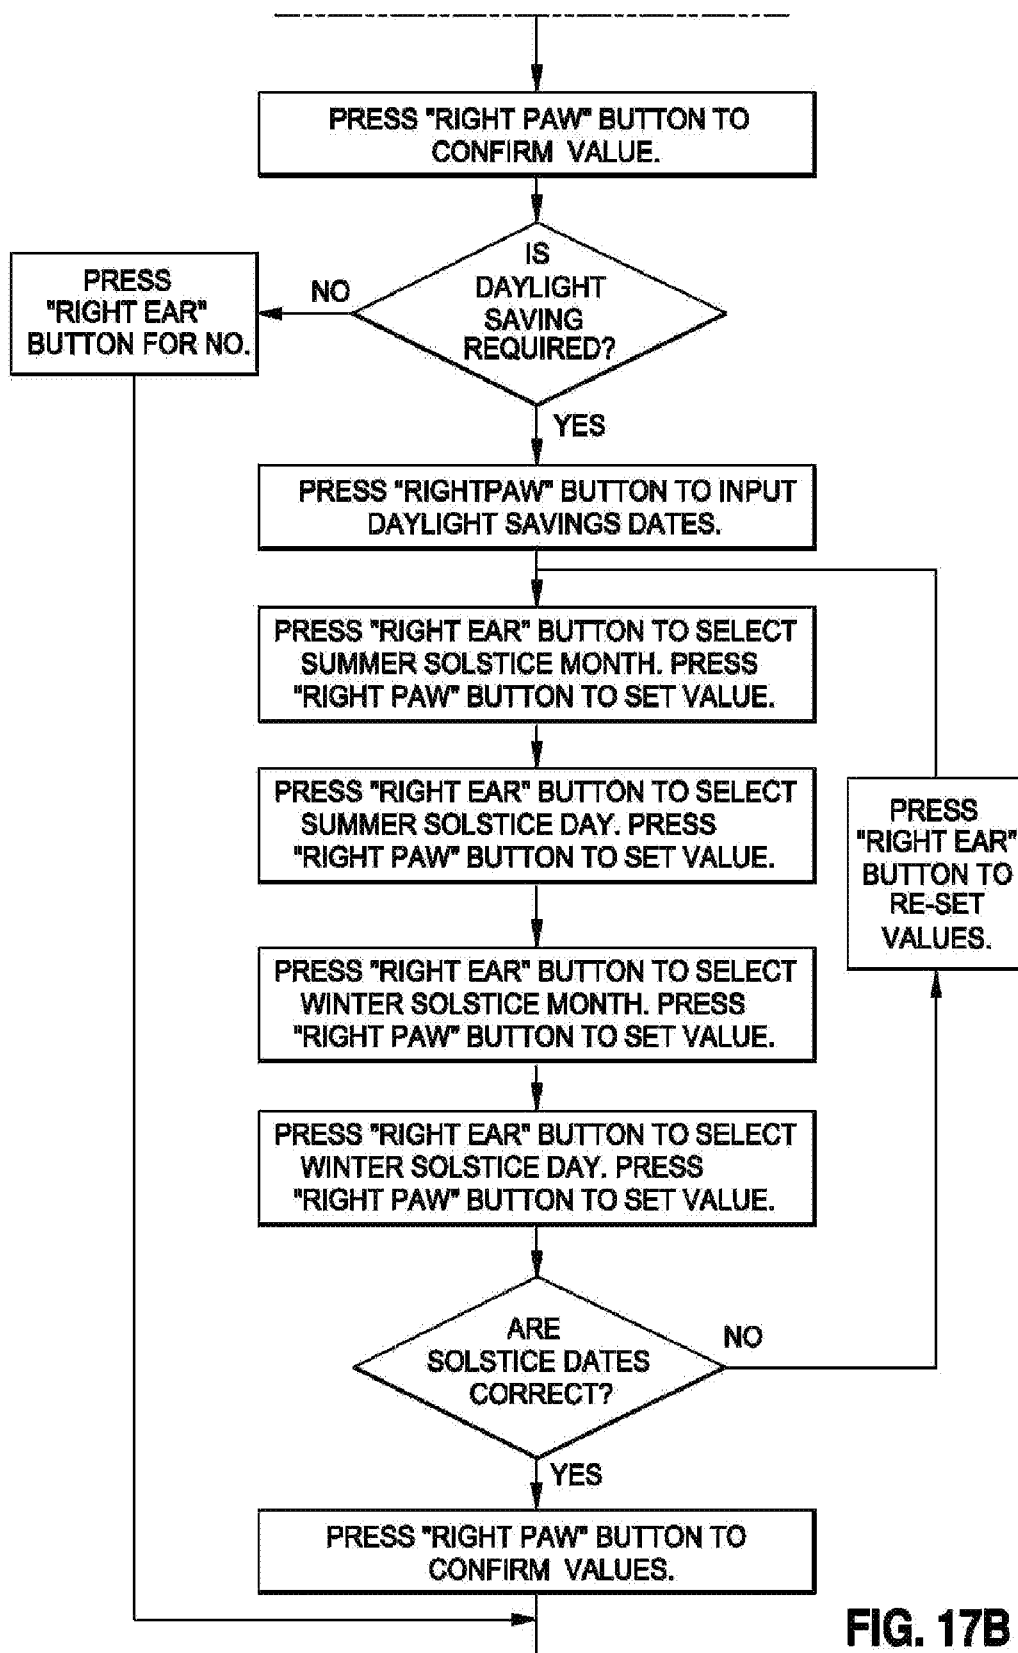 PRESS "RIGHT PAW" BUTTON TO
CONFIRM VALUE.
IS
DAYLIGHT
SAVING
REQUIRED?
NO
PRESS
"RIGHT EAR"
BUTTON FOR NO.
YES
PRESS "RIGHTPAW" BUTTON TO INPUT
DAYLIGHT SAVINGS DATES.
PRESS "RIGHT EAR" BUTTON TO SELECT
SUMMER SOLSTICE MONTH. PRESS
"RIGHT PAW" BUTTON TO SET VALUE.
PRESS "RIGHT EAR" BUTTON TO SELECT
SUMMER SOLSTICE DAY. PRESS
"RIGHT PAW" BUTTON TO SET VALUE.
PRESS
"RIGHT EAR"
BUTTON TO
RE-SET
VALUES.
PRESS "RIGHT EAR" BUTTON TO SELECT
WINTER SOLSTICE MONTH. PRESS
"RIGHT PAW" BUTTON TO SET VALUE.
PRESS "RIGHT EAR" BUTTON TO SELECT
WINTER SOLSTICE DAY. PRESS
"RIGHT PAW" BUTTON TO SET VALUE.
ARE
SOLSTICE DATES
CORRECT?
NO
YES
PRESS "RIGHT PAW" BUTTON TO
CONFIRM VALUES.
FIG. 17B